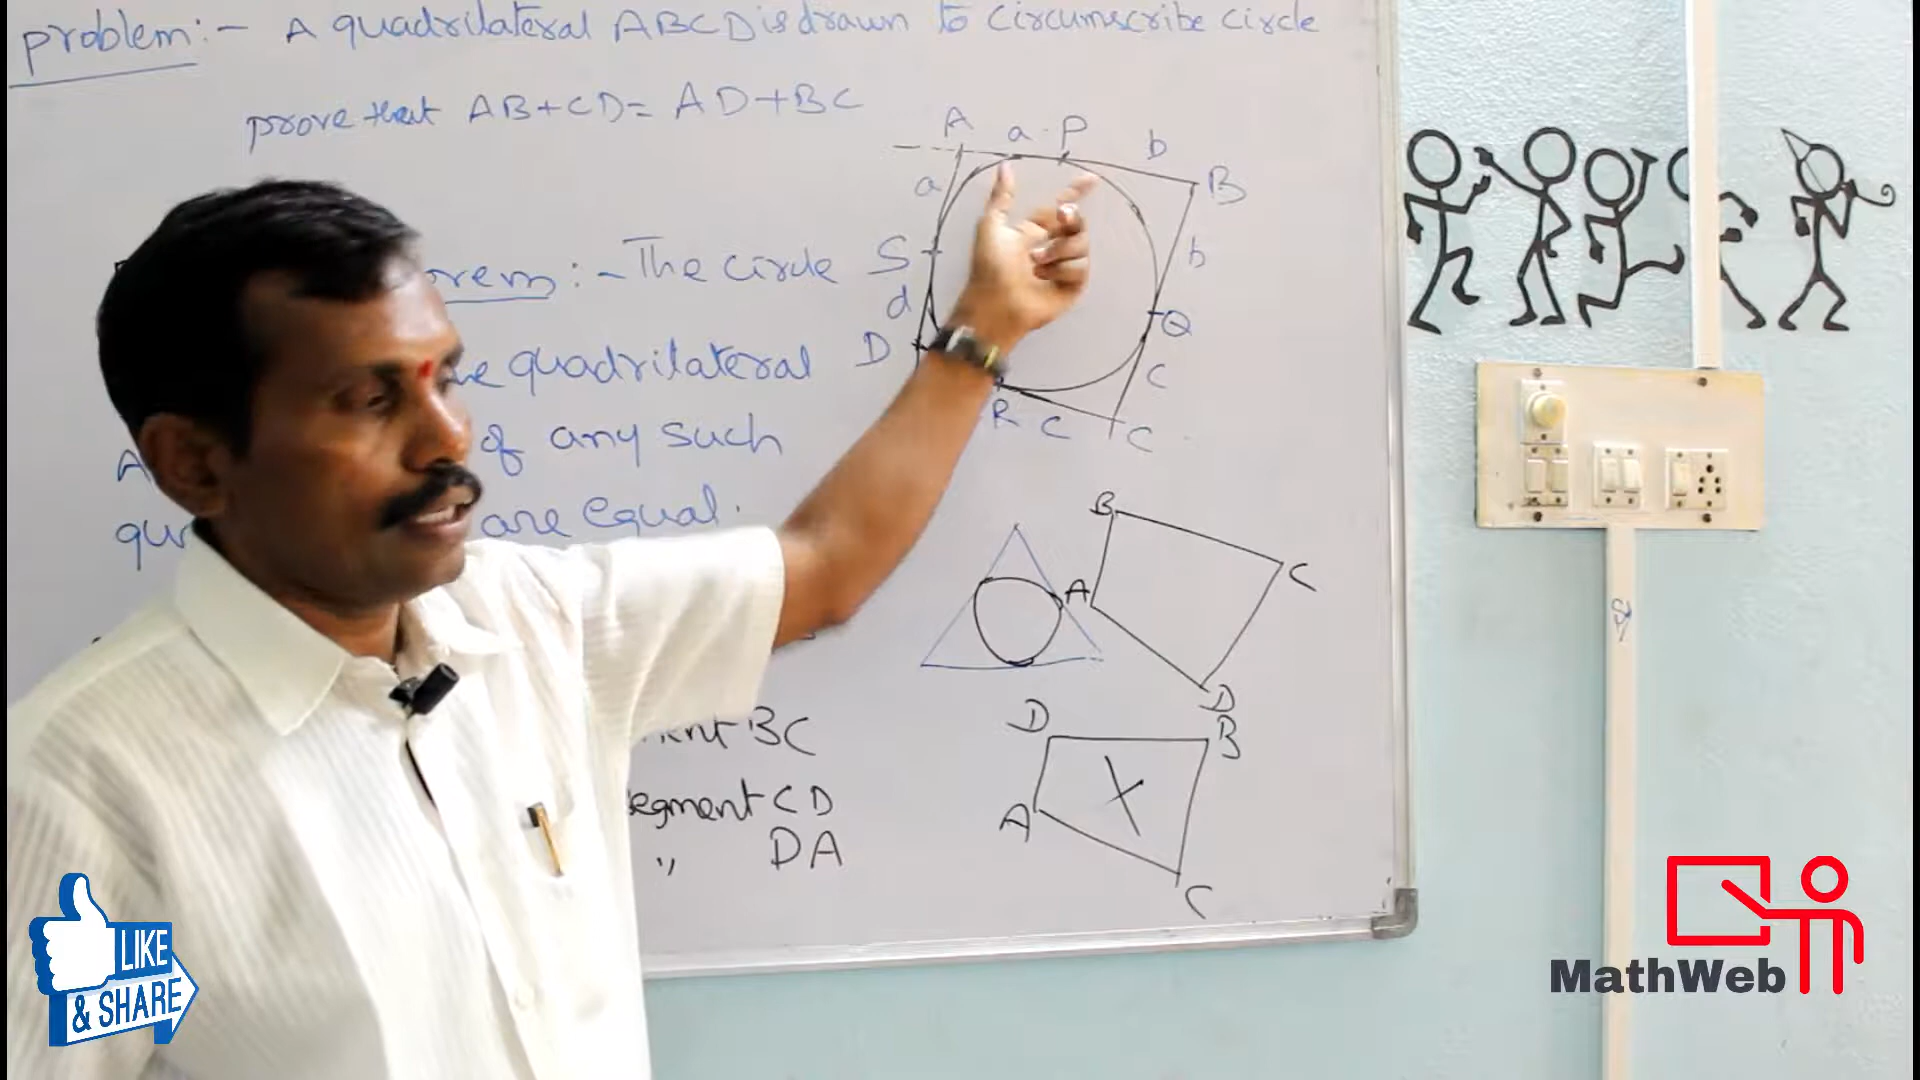 problem:- A quadrilateral ABCD is drawn to circumscribe circle
prove that AB+CD= AD+BC
orem:- The circle
quadrilateral
A of any such
are equal.
BC
segment CD
" DA
A a P b B
a b
S Q
d c
D R c C
B C
A D
D B
A C
LIKE
& SHARE
MathWeb